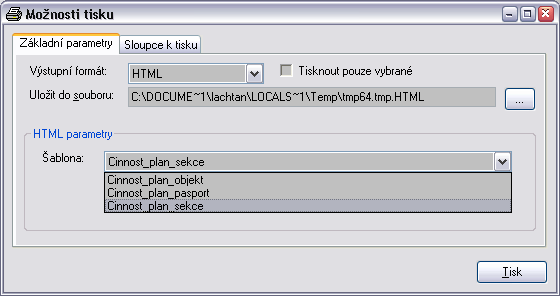 Možnosti tisku
Základní parametry Sloupce k tisku
Výstupní formát: HTML Tisknout pouze vybrané
Uložit do souboru: C:\DOCUME~1\lachtan\LOCALS~1\Temp\tmp64.tmp.HTML ...
HTML parametry
Šablona: Cinnost_plan_sekce
Cinnost_plan_objekt
Cinnost_plan_pasport
Cinnost_plan_sekce
Tisk